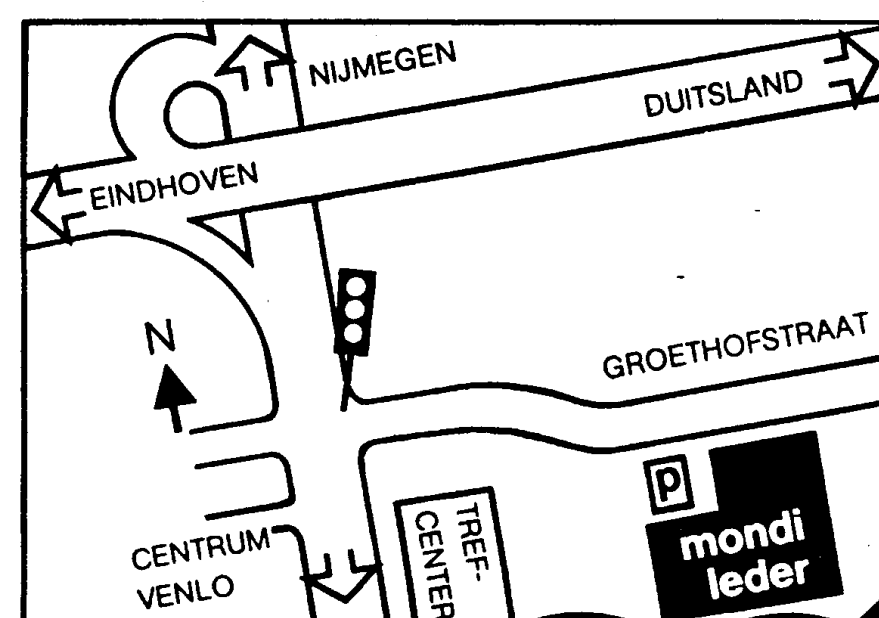 NIJMEGEN
DUITSLAND
EINDHOVEN
N
GROETHOFSTRAAT
P
mondi
leder
TREF-
CENTER
CENTRUM
VENLO